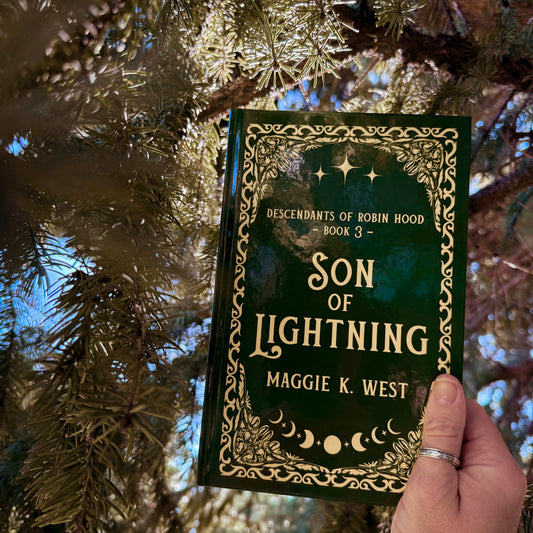 DESCENDANTS OF ROBIN HOOD
- BOOK 3 -
SON
OF
LIGHTNING
MAGGIE K. WEST